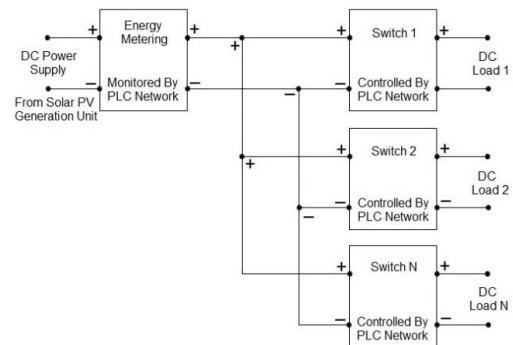 Energy
Metering
Monitored By
PLC Network
DC Power
Supply
From Solar PV
Generation Unit
+
−
+
−
+
−
Switch 1
Controlled By
PLC Network
+
−
+
−
DC
Load 1
+
−
Switch 2
Controlled By
PLC Network
+
−
+
−
DC
Load 2
Switch N
Controlled By
PLC Network
+
−
+
−
DC
Load N